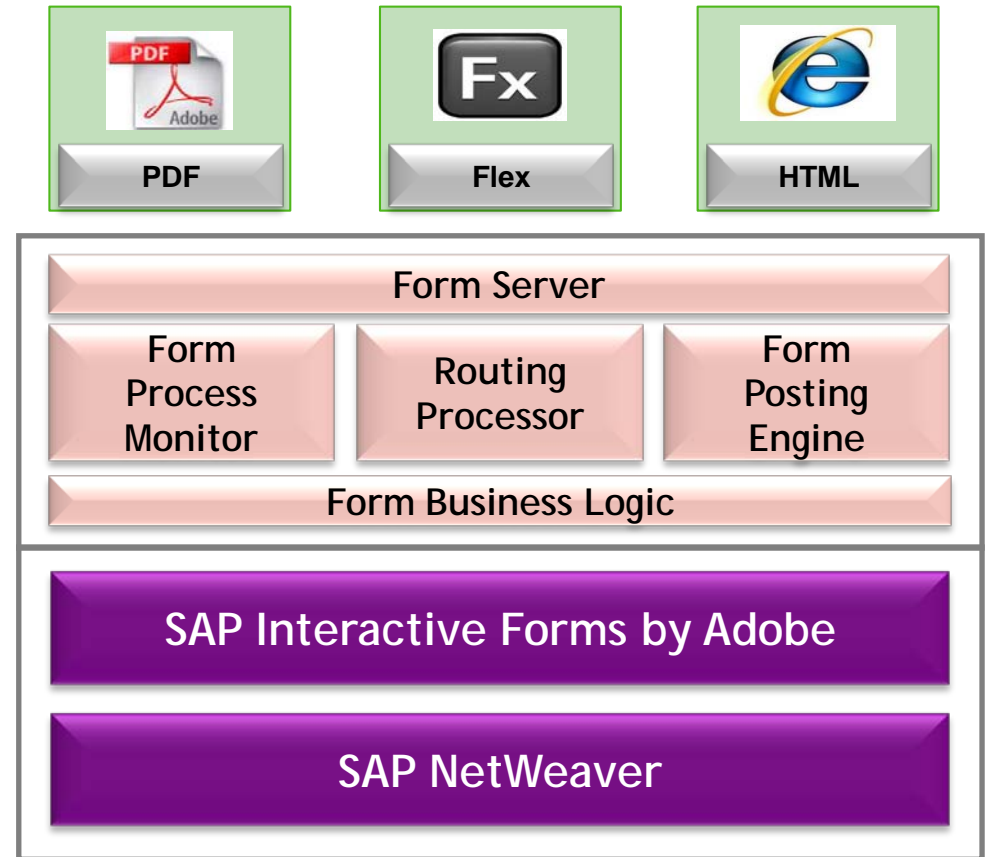 PDF
Adobe
PDF
Fx
Flex
HTML
Form Server
Form
Process
Monitor
Routing
Processor
Form
Posting
Engine
Form Business Logic
SAP Interactive Forms by Adobe
SAP NetWeaver